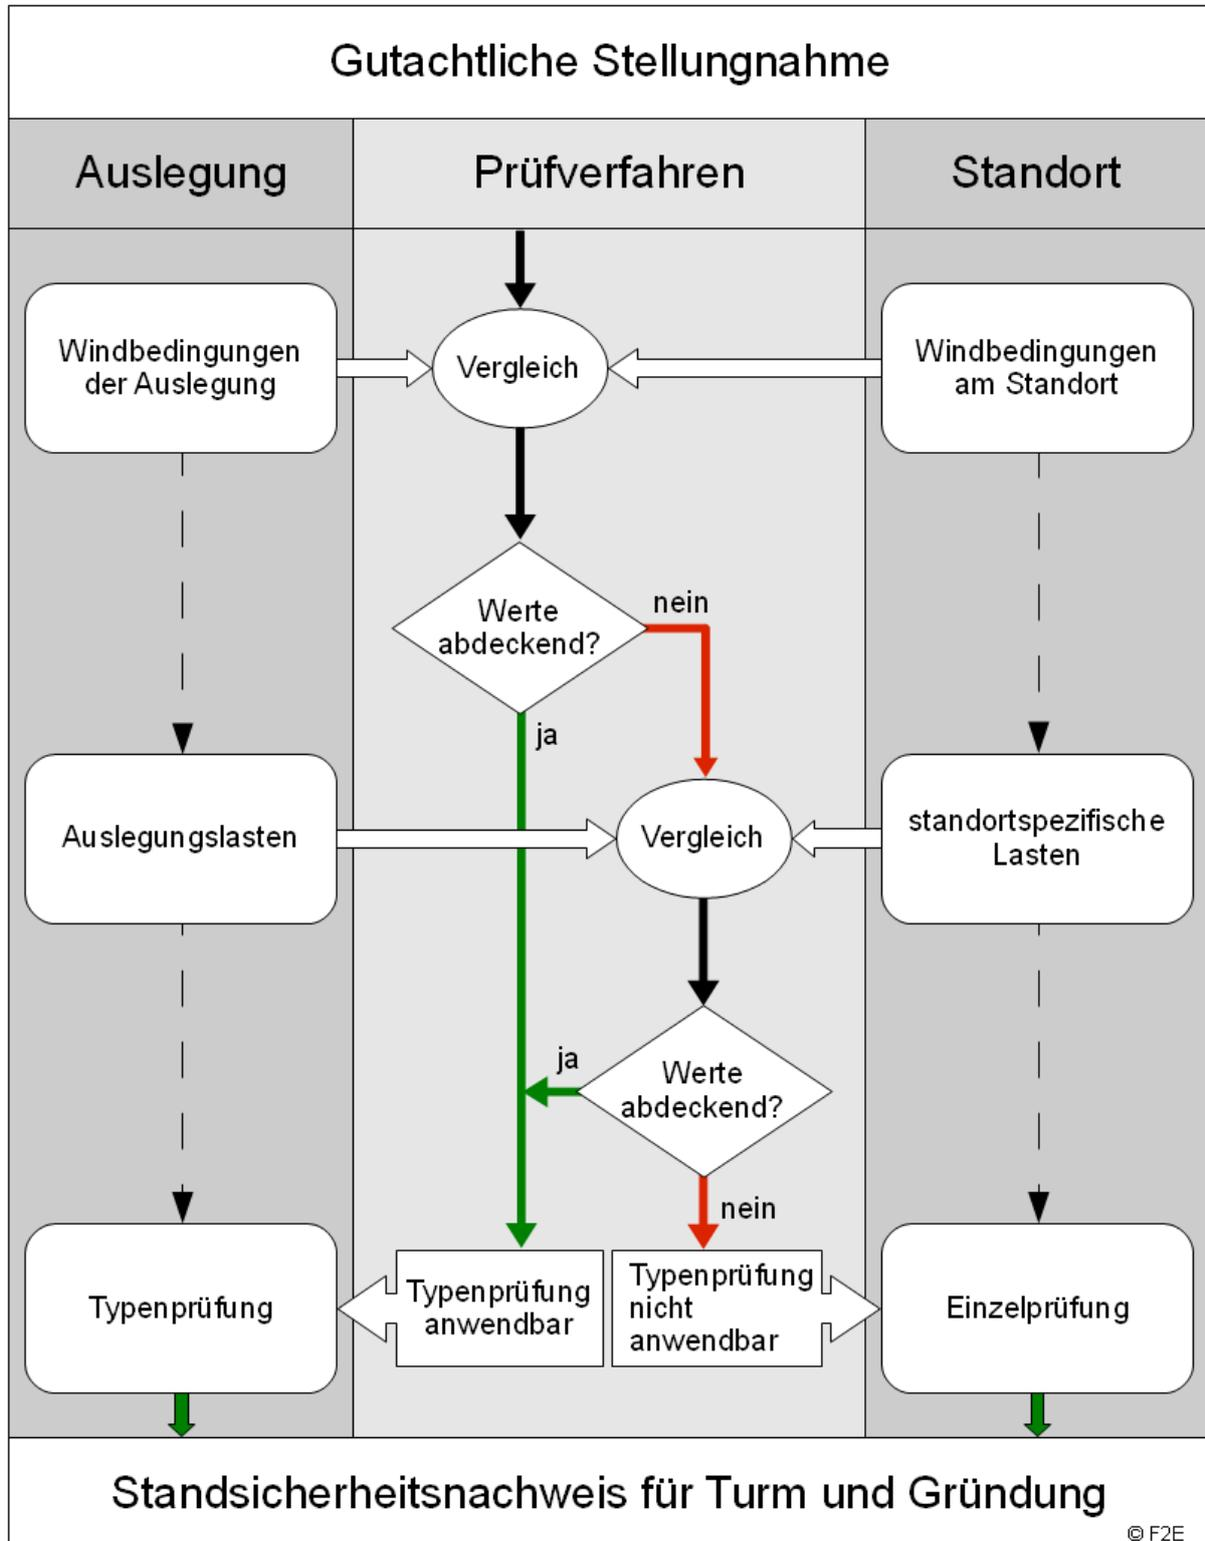 Gutachtliche Stellungnahme
Auslegung
Prüfverfahren
Standort
Windbedingungen
der Auslegung
Vergleich
Windbedingungen
am Standort
Werte
abdeckend?
nein
ja
Auslegungslasten
Vergleich
standortspezifische
Lasten
ja
Werte
abdeckend?
nein
Typenprüfung
Typenprüfung
anwendbar
Typenprüfung
nicht
anwendbar
Einzelprüfung
Standsicherheitsnachweis für Turm und Gründung
© F2E